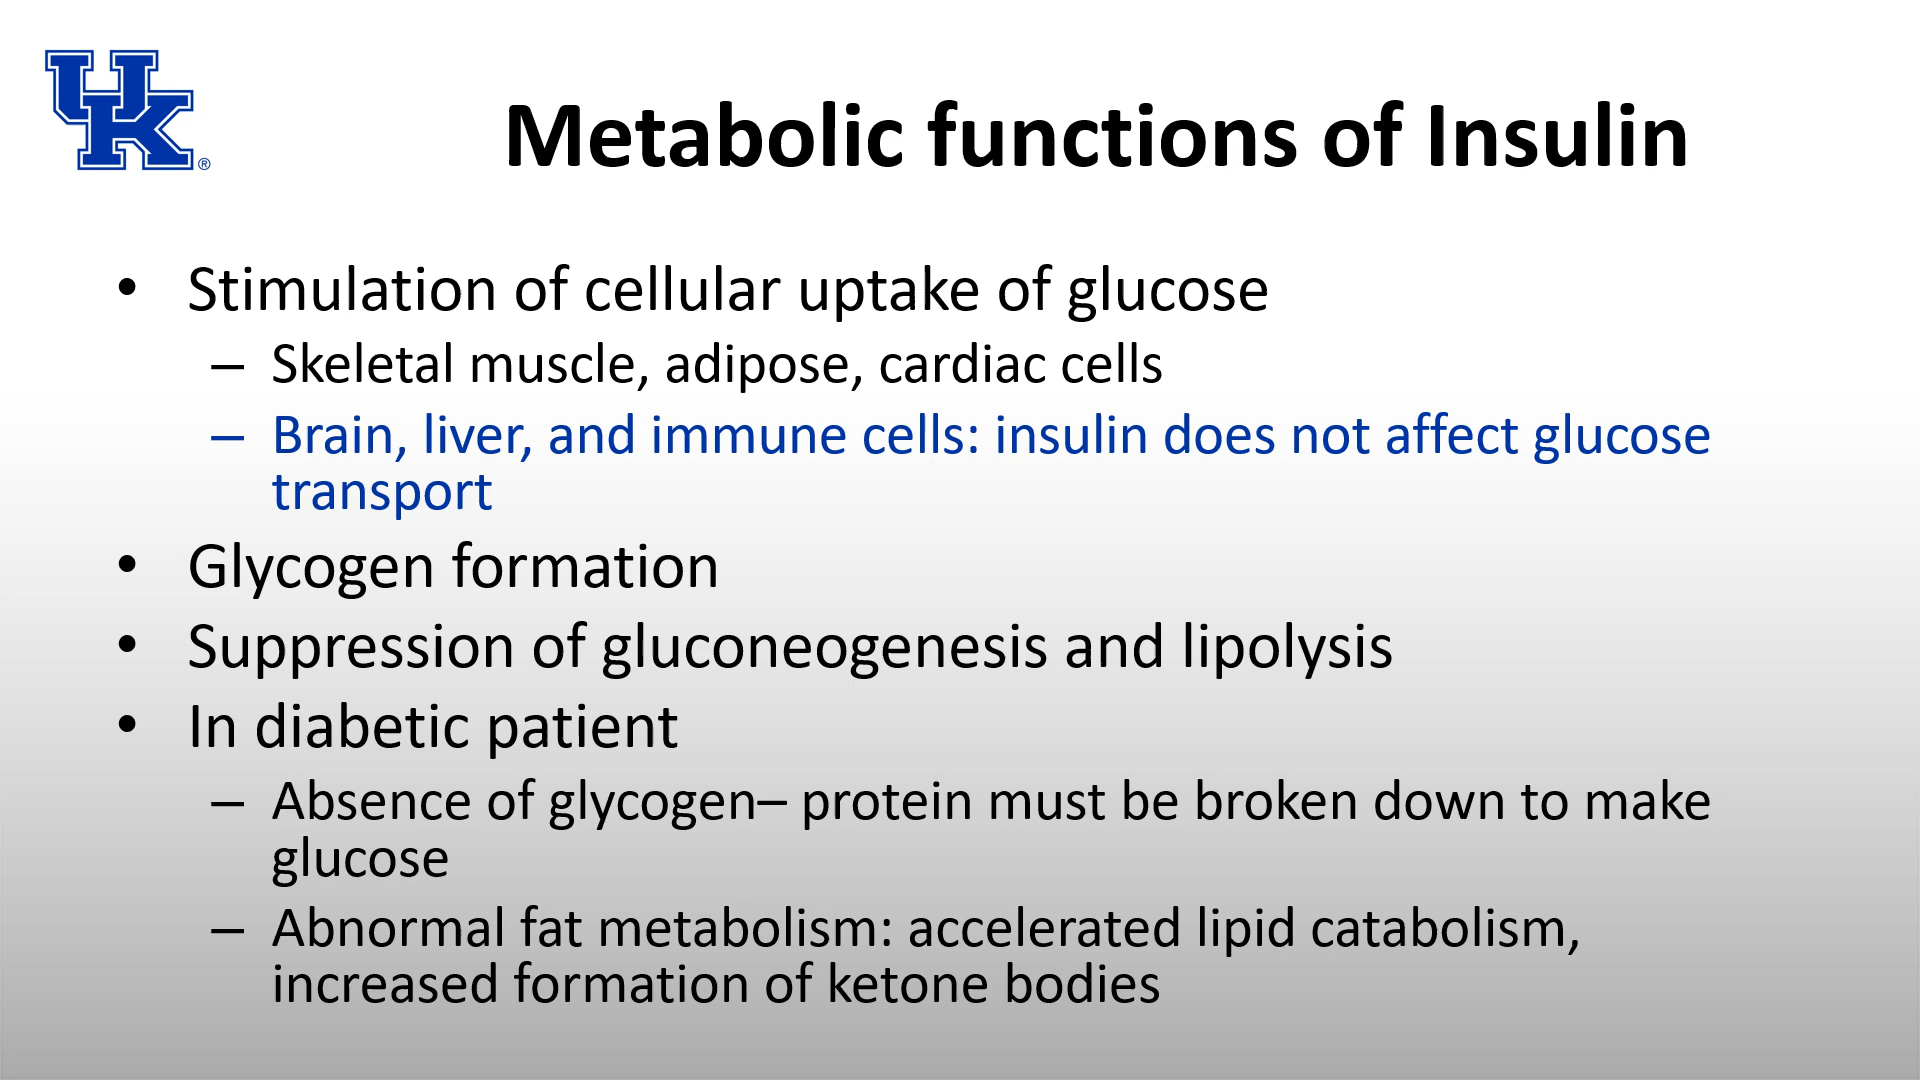 UK®
Metabolic functions of Insulin
• Stimulation of cellular uptake of glucose
– Skeletal muscle, adipose, cardiac cells
– Brain, liver, and immune cells: insulin does not affect glucose
transport
• Glycogen formation
• Suppression of gluconeogenesis and lipolysis
• In diabetic patient
– Absence of glycogen– protein must be broken down to make
glucose
– Abnormal fat metabolism: accelerated lipid catabolism,
increased formation of ketone bodies